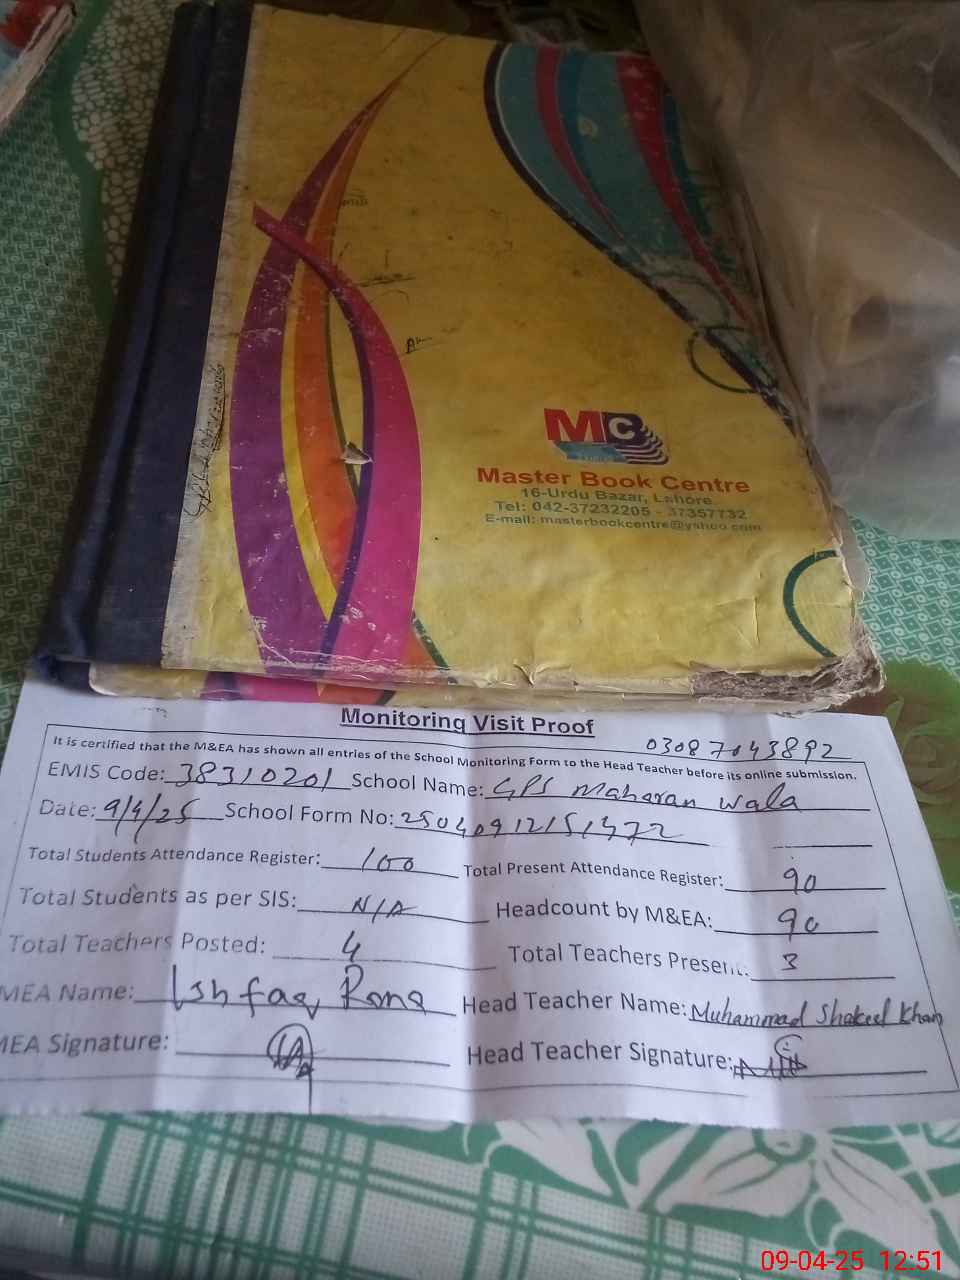 MC
Master Book Centre
16-Urdu Bazar, Lahore.
Tel: 042-37232205 - 37357732
E-mail: masterbookcentre@yahoo.com
Monitoring Visit Proof
03087043892
It is certified that the M&EA has shown all entries of the School Monitoring Form to the Head Teacher before its online submission.
EMIS Code: 38310201 School Name: GPS Maharan wala
Date: 9/4/25 School Form No:
Total Students Attendance Register: 100 Total Present Attendance Register: 90
Total Students as per SIS: N/A Headcount by M&EA: 90
Total Teachers Posted: 4 Total Teachers Present: 3
MEA Name: Ishfaq Rana Head Teacher Name: Muhammad Shakeel Khan
MEA Signature: Head Teacher Signature:
09-04-25 12:51